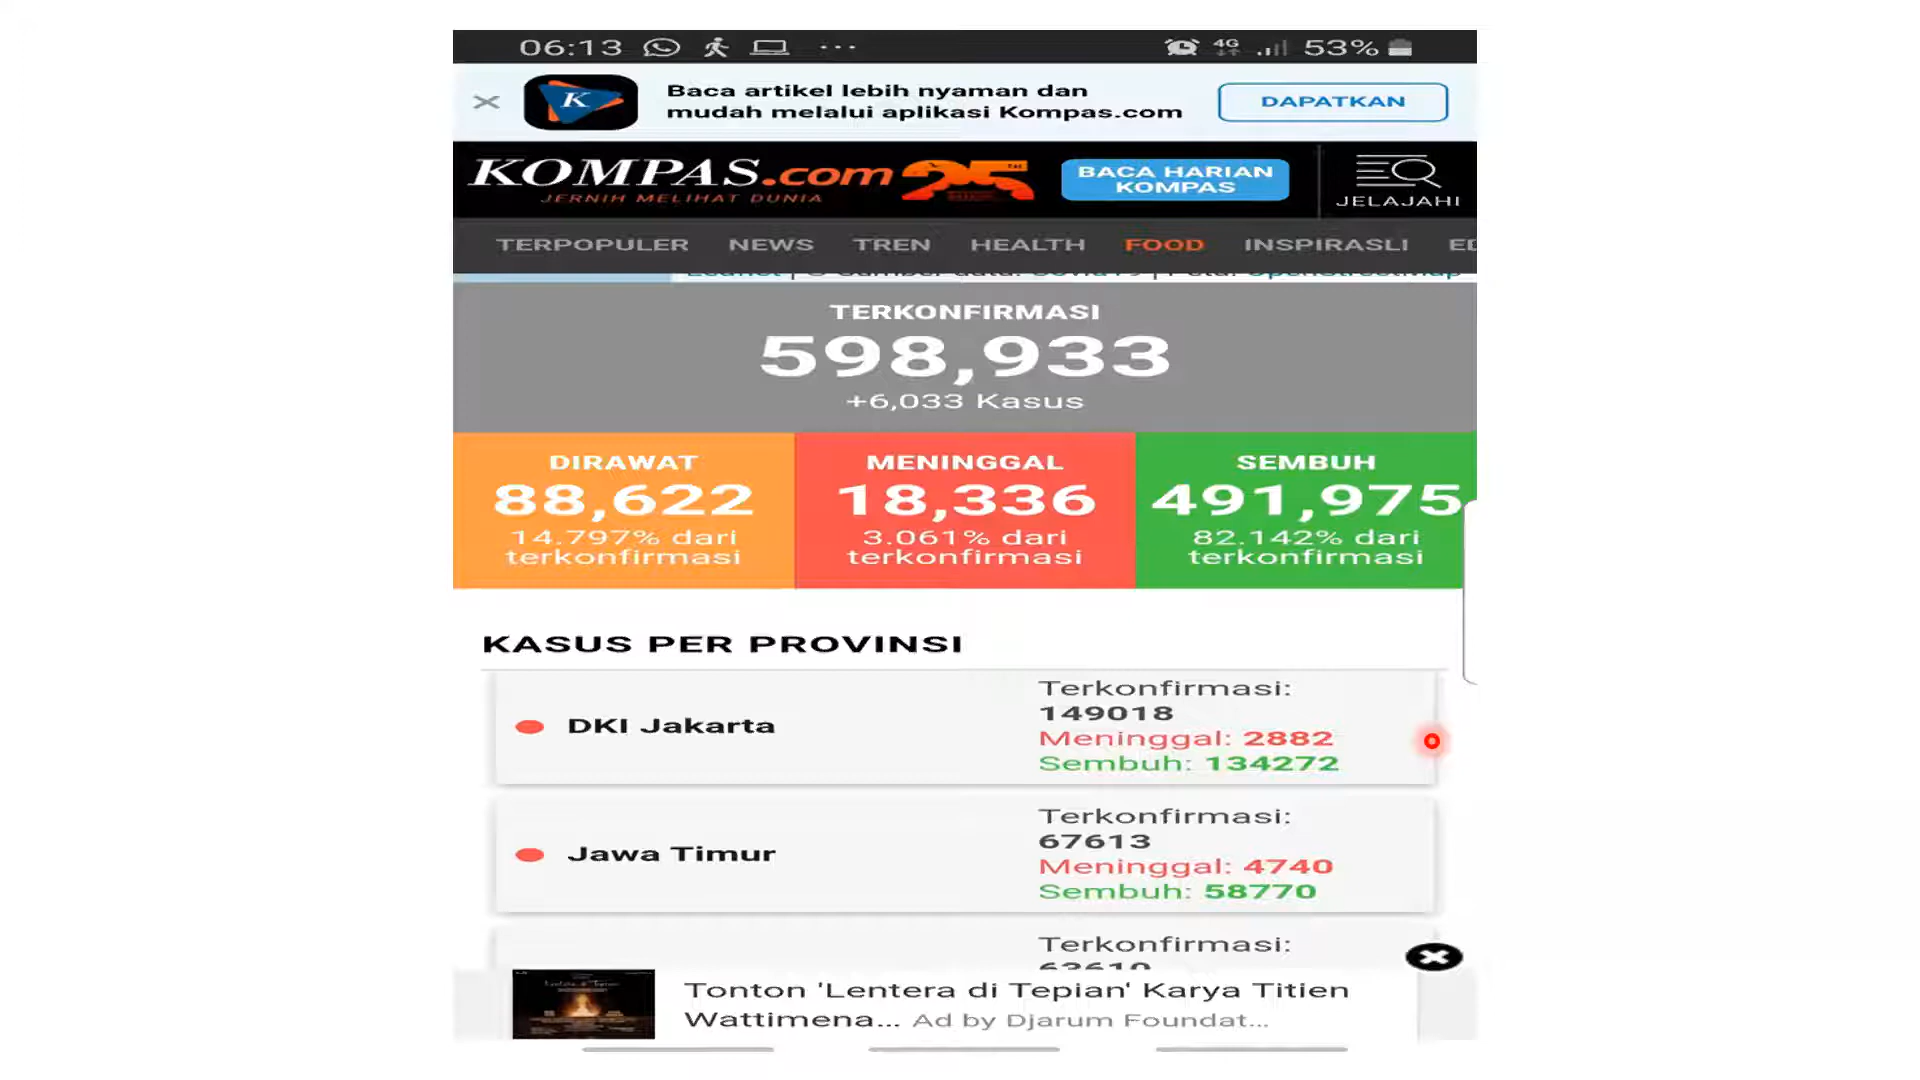 06:13 ... 4G 53%
Baca artikel lebih nyaman dan
mudah melalui aplikasi Kompas.com
DAPATKAN
K
KOMPAS.com 25
JERNIH MELIHAT DUNIA
BACA HARIAN
KOMPAS
JELAJAHI
TERPOPULER NEWS TREN HEALTH FOOD INSPIRASLI ED
TERKONFIRMASI
598,933
+6,033 Kasus
DIRAWAT
88,622
14.797% dari
terkonfirmasi
MENINGGAL
18,336
3.061% dari
terkonfirmasi
SEMBUH
491,975
82.142% dari
terkonfirmasi
KASUS PER PROVINSI
DKI Jakarta
Terkonfirmasi:
149018
Meninggal: 2882
Sembuh: 134272
Jawa Timur
Terkonfirmasi:
67613
Meninggal: 4740
Sembuh: 58770
Terkonfirmasi:
Tonton 'Lentera di Tepian' Karya Titien
Wattimena... Ad by Djarum Foundat...